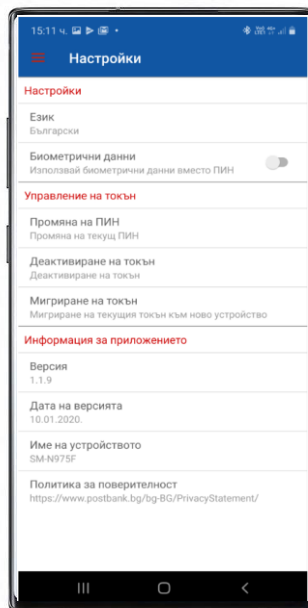 15:11 ч.
Настройки
Настройки
Език
Български
Биометрични данни
Използвай биометрични данни вместо ПИН
Управление на токън
Промяна на ПИН
Промяна на текущ ПИН
Деактивиране на токън
Деактивиране на токън
Мигриране на токън
Мигриране на текущия токън към ново устройство
Информация за приложението
Версия
1.1.9
Дата на версията
10.01.2020.
Име на устройството
SM-N975F
Политика за поверителност
https://www.postbank.bg/bg-BG/PrivacyStatement/